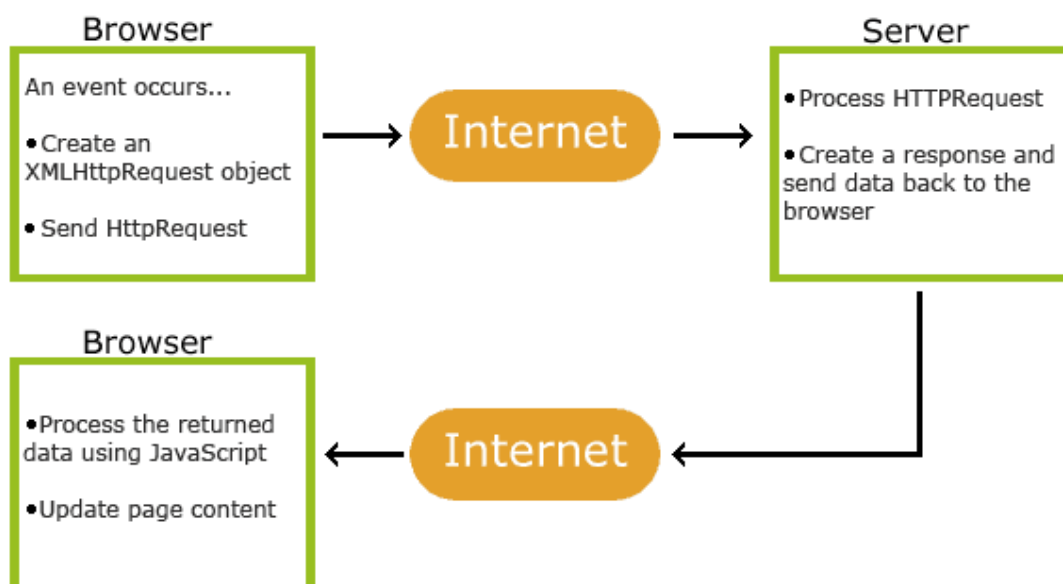 Browser
An event occurs...
•Create an
XMLHttpRequest object
• Send HttpRequest
Internet
Server
•Process HTTPRequest
•Create a response and
send data back to the
browser
Browser
•Process the returned
data using JavaScript
•Update page content
Internet